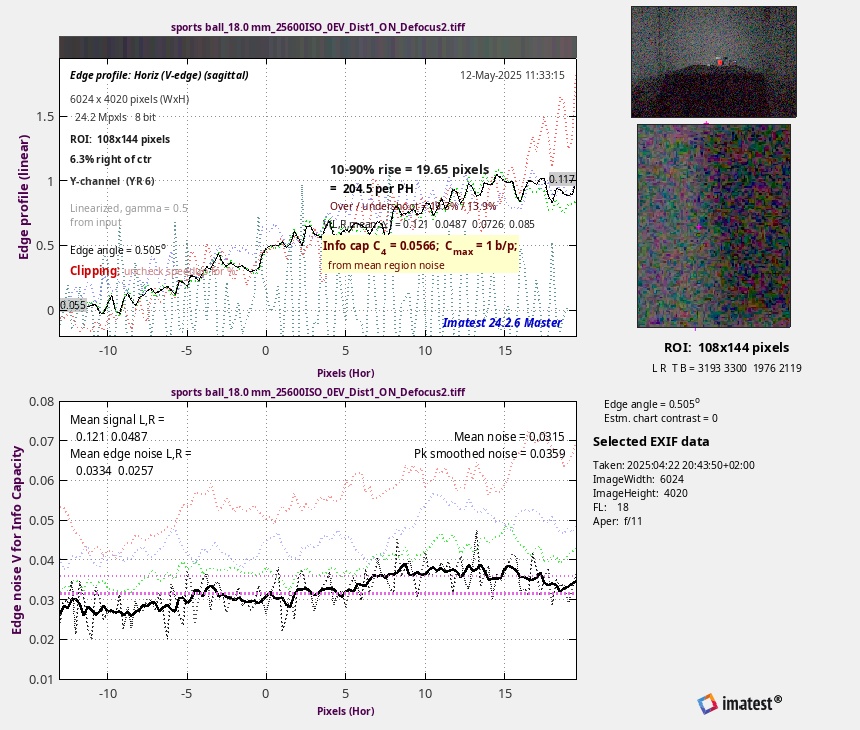 sports ball_18.0 mm_25600ISO_0EV_Dist1_ON_Defocus2.tiff
Edge profile: Horiz (V-edge) (sagittal)
12-May-2025 11:33:15
6024 x 4020 pixels (WxH)
24.2 Mpxls 8 bit
ROI: 108x144 pixels
6.3% right of ctr
Y-channel (YR 6)
Linearized, gamma = 0.5
from input
Edge angle = 0.505°
Clipping:
10-90% rise = 19.65 pixels
= 204.5 per PH
Over / undershoot / 13.9%
= 0.121 0.0487 0.0726 0.085
Info cap C4 = 0.0566; Cmax = 1 b/p;
from mean region noise
Imatest 24.2.6 Master
0.117
0.055
Edge profile (linear)
1.5
1
0.5
0
-10 -5 0 5 10 15
Pixels (Hor)
sports ball_18.0 mm_25600ISO_0EV_Dist1_ON_Defocus2.tiff
Mean signal L,R =
0.121 0.0487
Mean edge noise L,R =
0.0334 0.0257
Mean noise = 0.0315
Pk smoothed noise = 0.0359
Edge noise V for Info Capacity
0.08
0.07
0.06
0.05
0.04
0.03
0.02
0.01
-10 -5 0 5 10 15
Pixels (Hor)
ROI: 108x144 pixels
L R T B = 3193 3300 1976 2119
Edge angle = 0.505°
Estm. chart contrast = 0
Selected EXIF data
Taken: 2025:04:22 20:43:50+02:00
ImageWidth: 6024
ImageHeight: 4020
FL: 18
Aper: f/11
imatest®